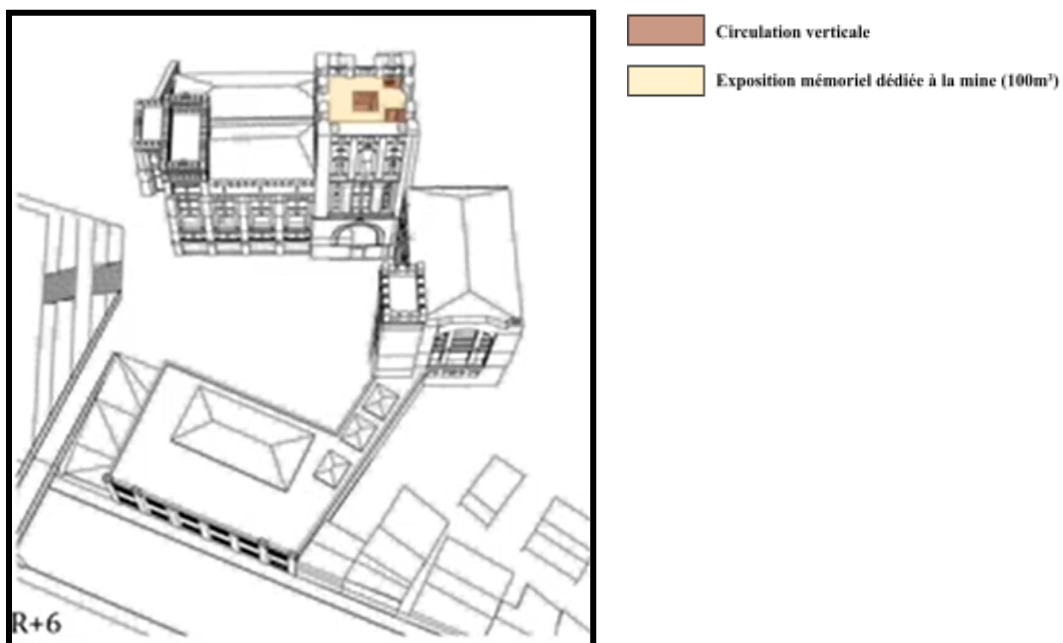 Circulation verticale
Exposition mémoriel dédiée à la mine (100m²)
R+6